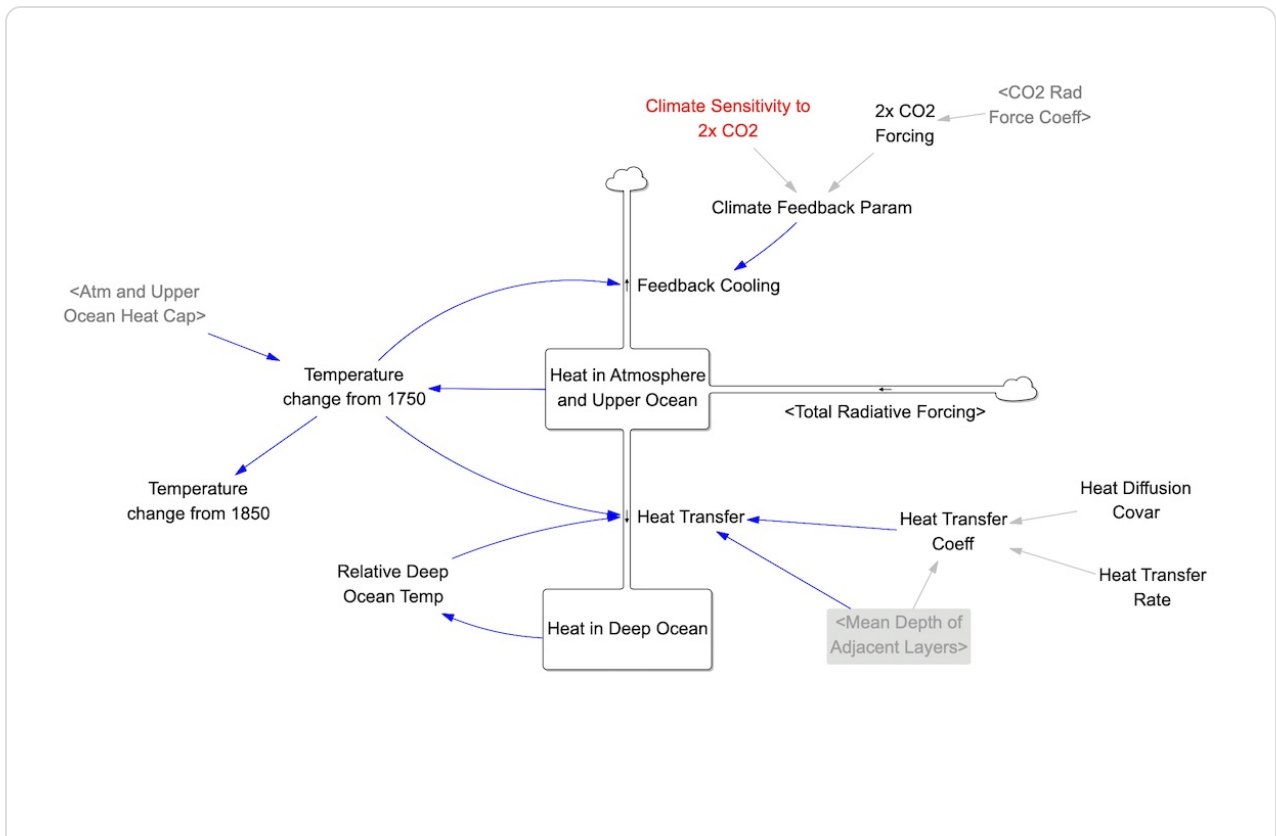 <CO2 Rad
Force Coeff>
Climate Sensitivity to
2x CO2
2x CO2
Forcing
Climate Feedback Param
Feedback Cooling
<Atm and Upper
Ocean Heat Cap>
Temperature
change from 1750
Heat in Atmosphere
and Upper Ocean
<Total Radiative Forcing>
Temperature
change from 1850
Heat Transfer
Heat Transfer
Coeff
Heat Diffusion
Covar
Heat Transfer
Rate
Relative Deep
Ocean Temp
Heat in Deep Ocean
<Mean Depth of
Adjacent Layers>